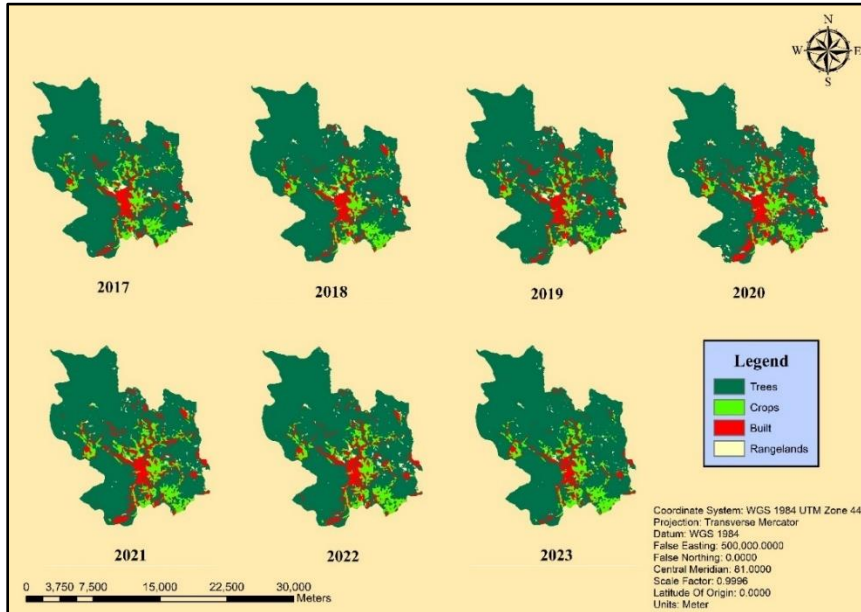 N
W E
S
2017
2018
2019
2020
2021
2022
2023
Legend
Trees
Crops
Built
Rangelands
Coordinate System: WGS 1984 UTM Zone 44
Projection: Transverse Mercator
Datum: WGS 1984
False Easting: 500,000.0000
False Northing: 0.0000
Central Meridian: 81.0000
Scale Factor: 0.9996
Latitude Of Origin: 0.0000
Units: Meter
0 3,750 7,500 15,000 22,500 30,000
Meters